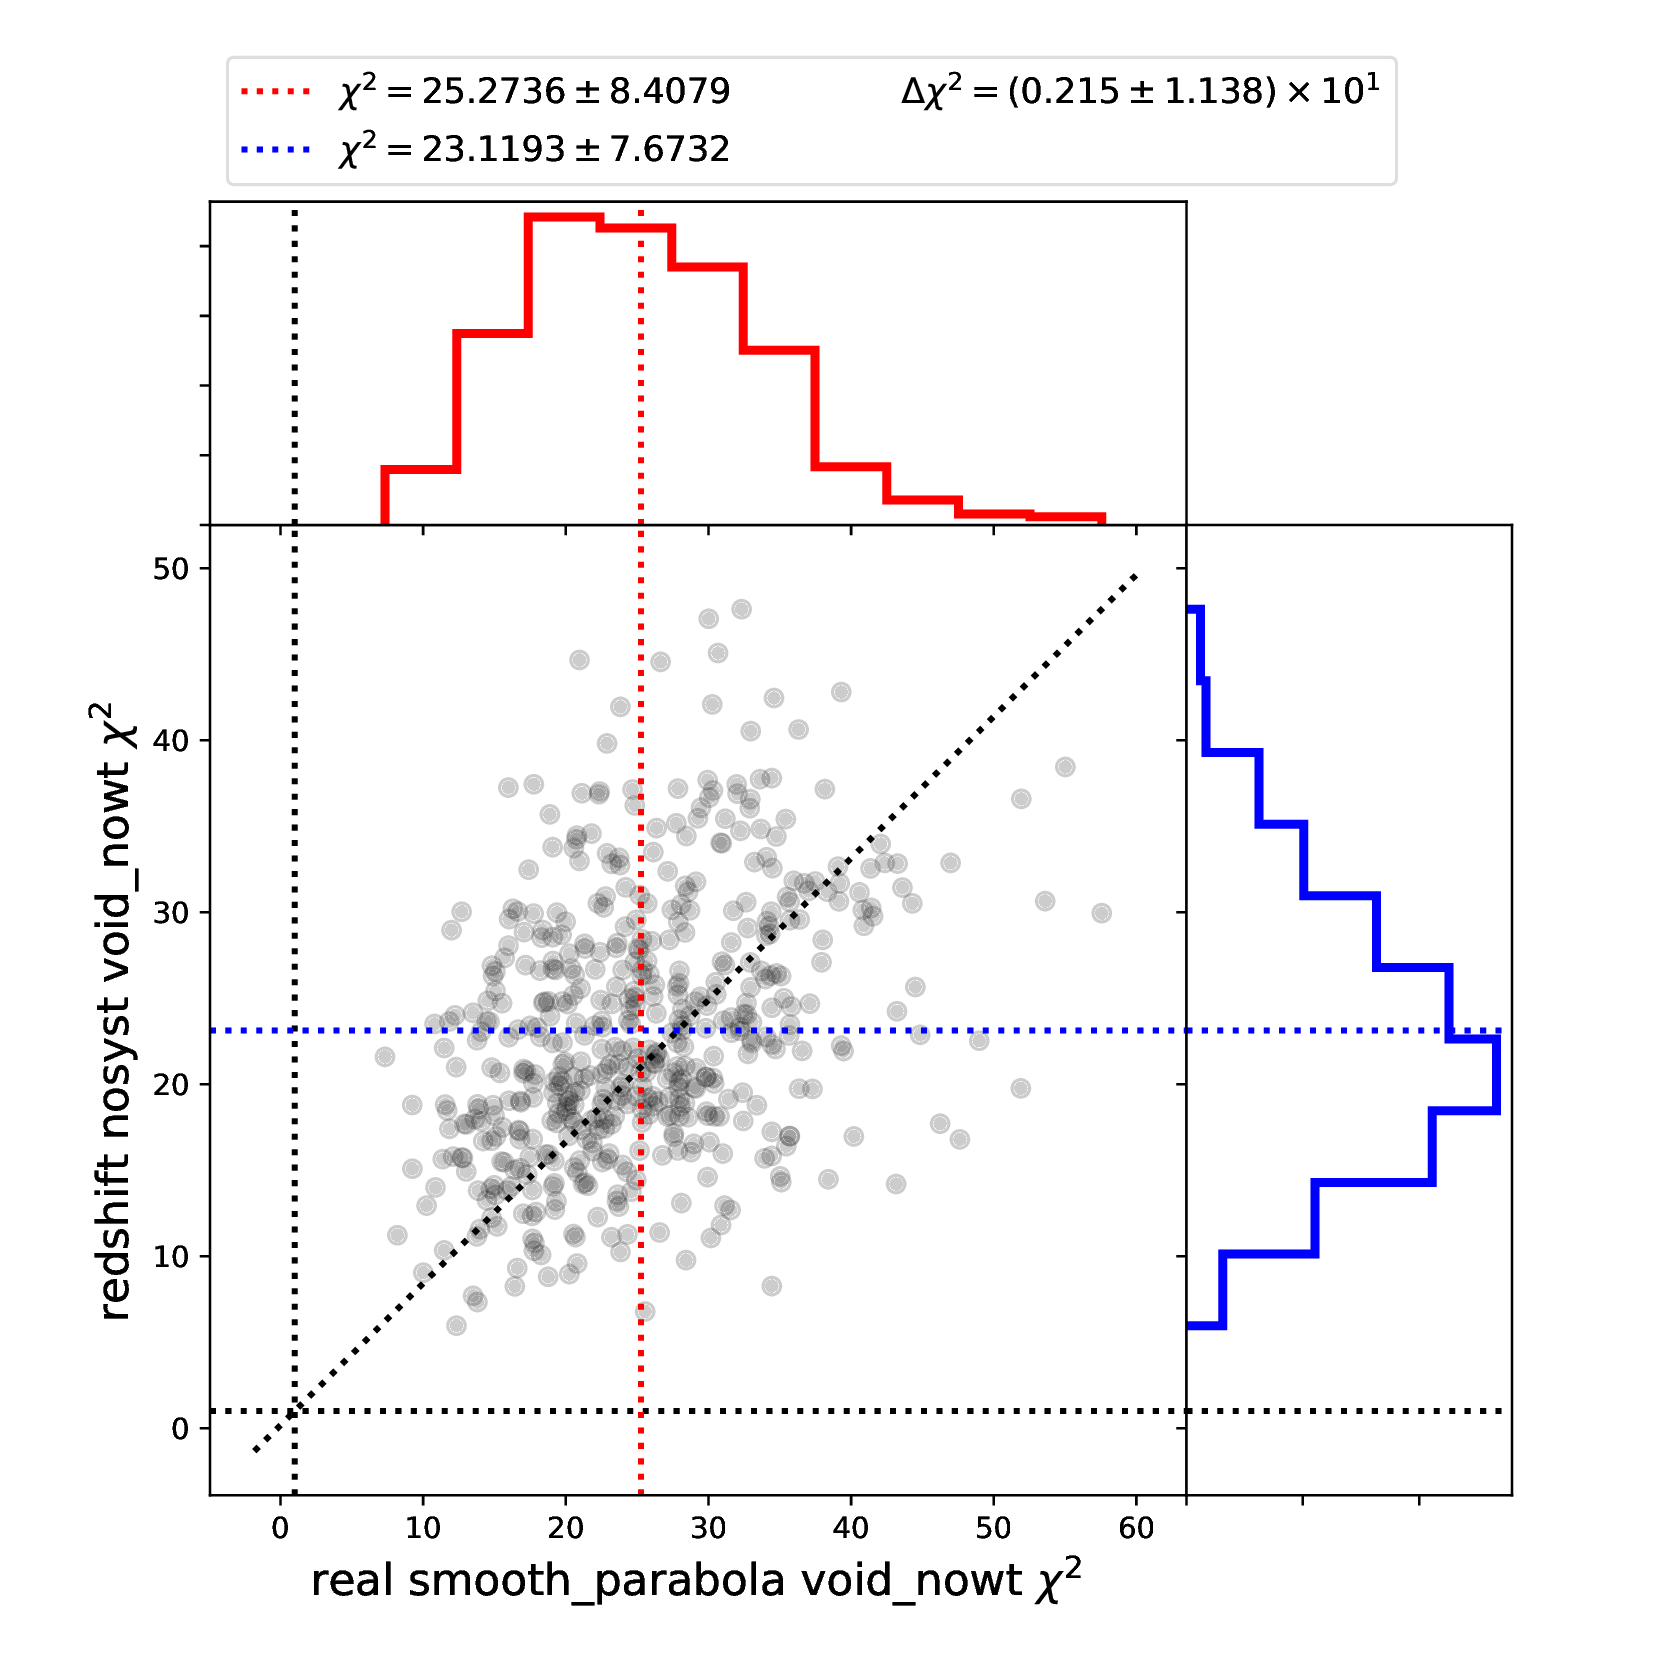 χ² = 25.2736 ± 8.4079
χ² = 23.1193 ± 7.6732
Δχ² = (0.215 ± 1.138) × 10¹
50
40
30
20
10
0
redshift nosyst void_nowt χ²
0 10 20 30 40 50 60
real smooth_parabola void_nowt χ²